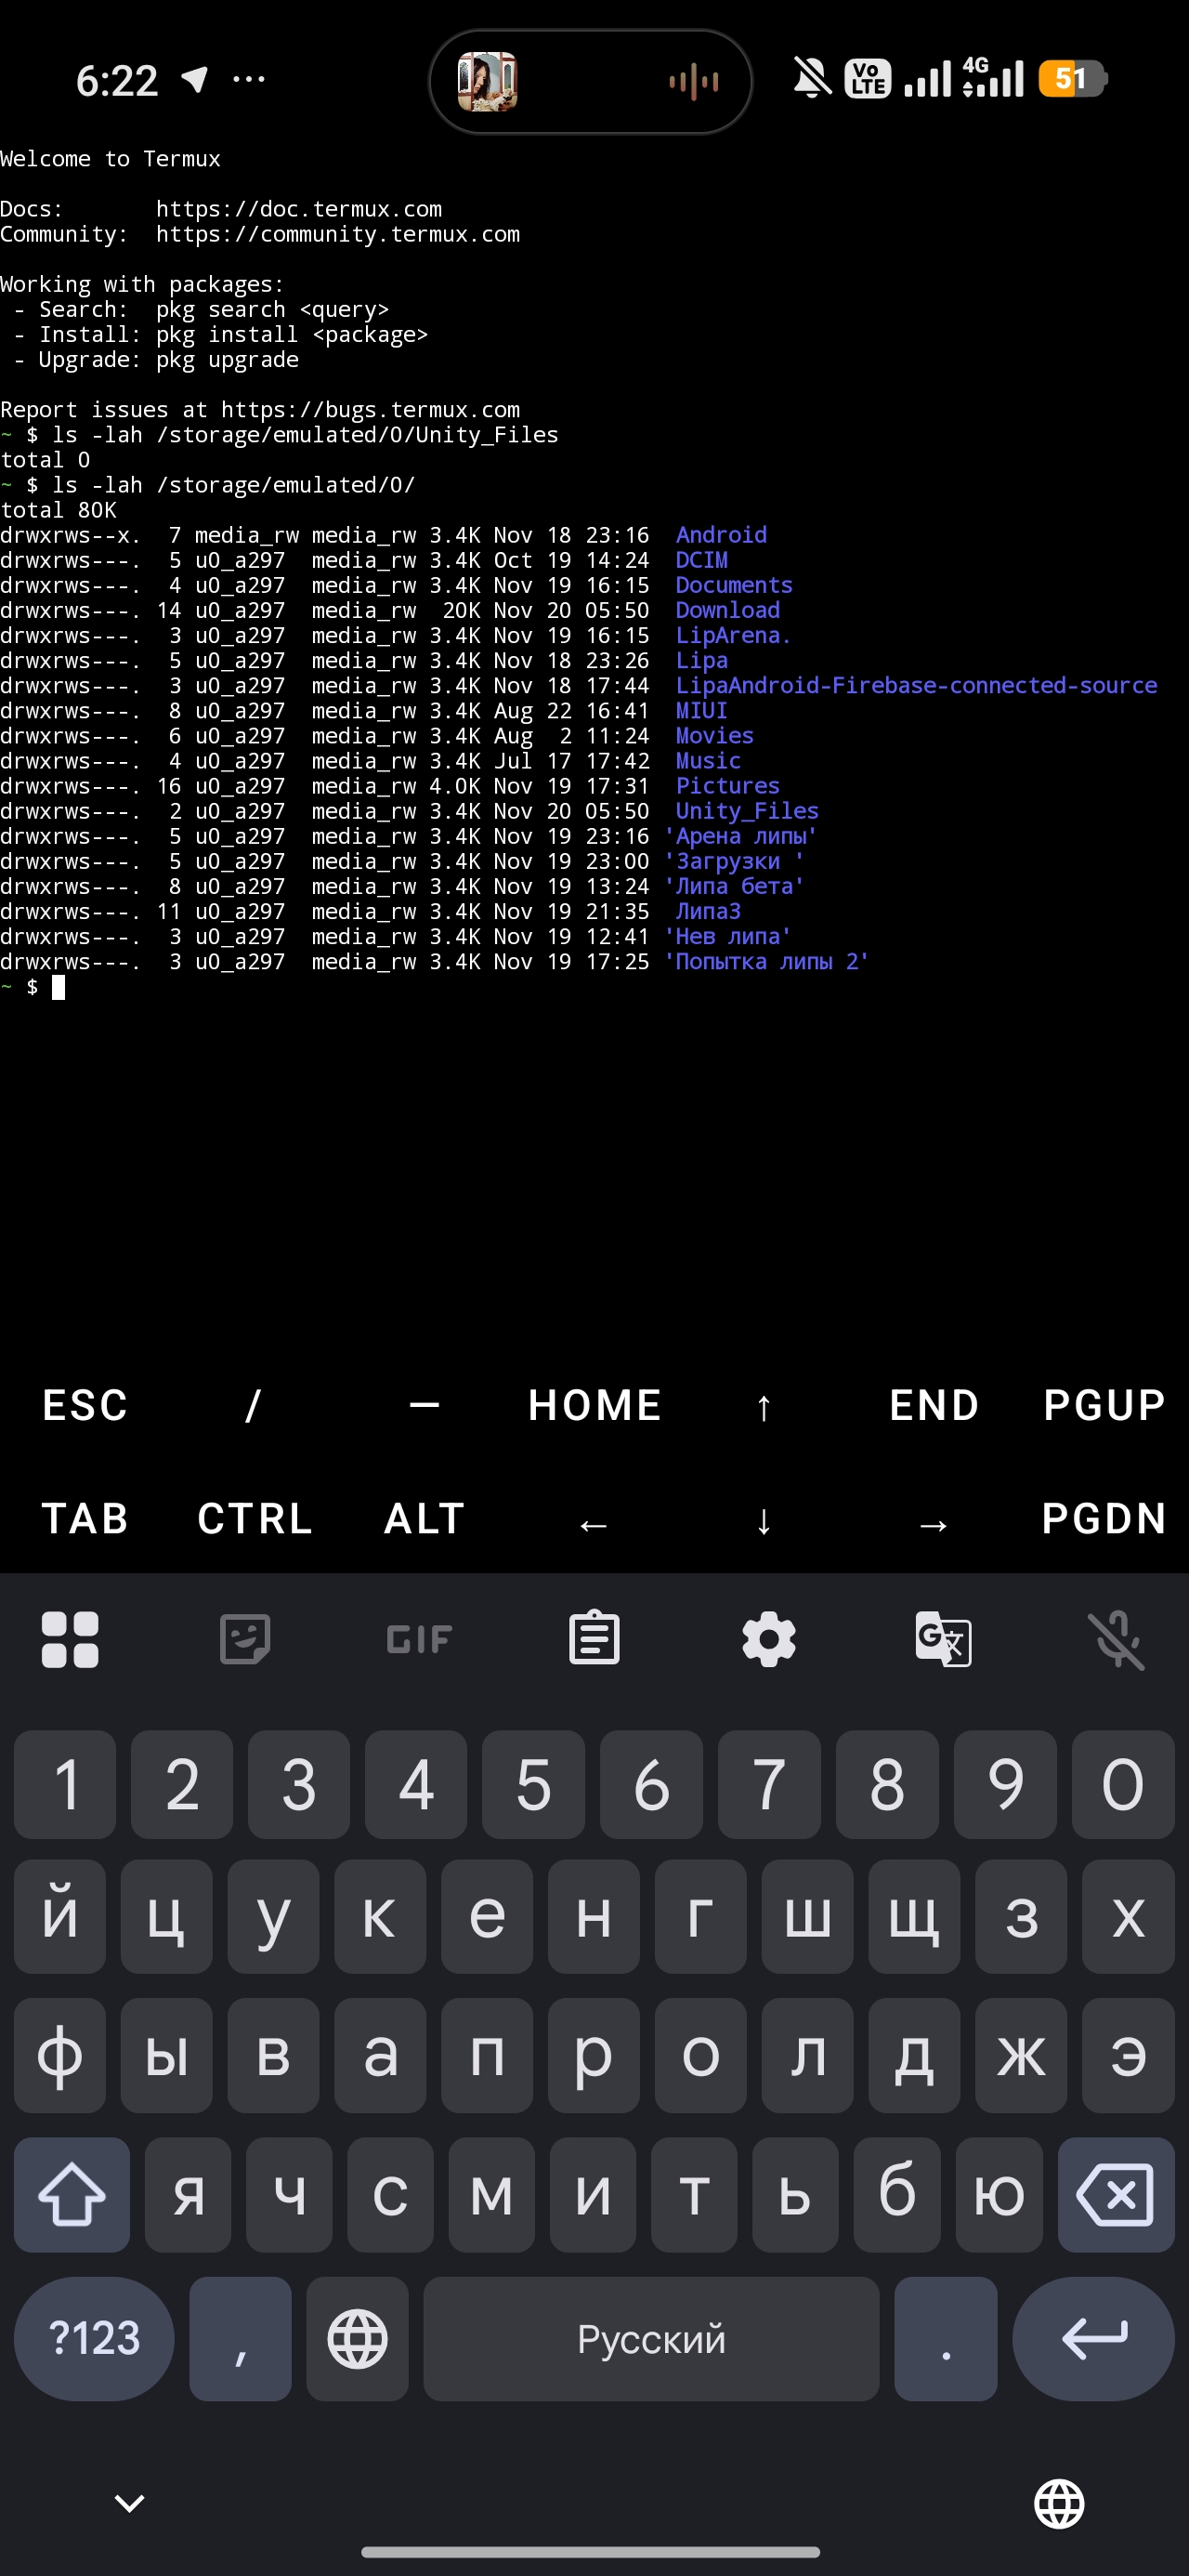 6:22 ... Vo LTE 4G 51
Welcome to Termux
Docs:       https://doc.termux.com
Community:  https://community.termux.com
Working with packages:
 - Search:  pkg search <query>
 - Install: pkg install <package>
 - Upgrade: pkg upgrade
Report issues at https://bugs.termux.com
~ $ ls -lah /storage/emulated/0/Unity_Files
total 0
~ $ ls -lah /storage/emulated/0/
total 80K
drwxrws--x.  7 media_rw media_rw 3.4K Nov 18 23:16  Android
drwxrws---.  5 u0_a297  media_rw 3.4K Oct 19 14:24  DCIM
drwxrws---.  4 u0_a297  media_rw 3.4K Nov 19 16:15  Documents
drwxrws---. 14 u0_a297  media_rw  20K Nov 20 05:50  Download
drwxrws---.  3 u0_a297  media_rw 3.4K Nov 19 16:15  LipArena.
drwxrws---.  5 u0_a297  media_rw 3.4K Nov 18 23:26  Lipa
drwxrws---.  3 u0_a297  media_rw 3.4K Nov 18 17:44  LipaAndroid-Firebase-connected-source
drwxrws---.  8 u0_a297  media_rw 3.4K Aug 22 16:41  MIUI
drwxrws---.  6 u0_a297  media_rw 3.4K Aug  2 11:24  Movies
drwxrws---.  4 u0_a297  media_rw 3.4K Jul 17 17:42  Music
drwxrws---. 16 u0_a297  media_rw 4.0K Nov 19 17:31  Pictures
drwxrws---.  2 u0_a297  media_rw 3.4K Nov 20 05:50  Unity_Files
drwxrws---.  5 u0_a297  media_rw 3.4K Nov 19 23:16 'Арена липы'
drwxrws---.  5 u0_a297  media_rw 3.4K Nov 19 23:00 'Загрузки '
drwxrws---.  8 u0_a297  media_rw 3.4K Nov 19 13:24 'Липа бета'
drwxrws---. 11 u0_a297  media_rw 3.4K Nov 19 21:35  Липа3
drwxrws---.  3 u0_a297  media_rw 3.4K Nov 19 12:41 'Нев липа'
drwxrws---.  3 u0_a297  media_rw 3.4K Nov 19 17:25 'Попытка липы 2'
~ $
ESC / — HOME ↑ END PGUP
TAB CTRL ALT ← ↓ → PGDN
GIF G 文
1 2 3 4 5 6 7 8 9 0
й ц у к е н г ш щ з х
ф ы в а п р о л д ж э
я ч с м и т ь б ю
?123 , Русский .